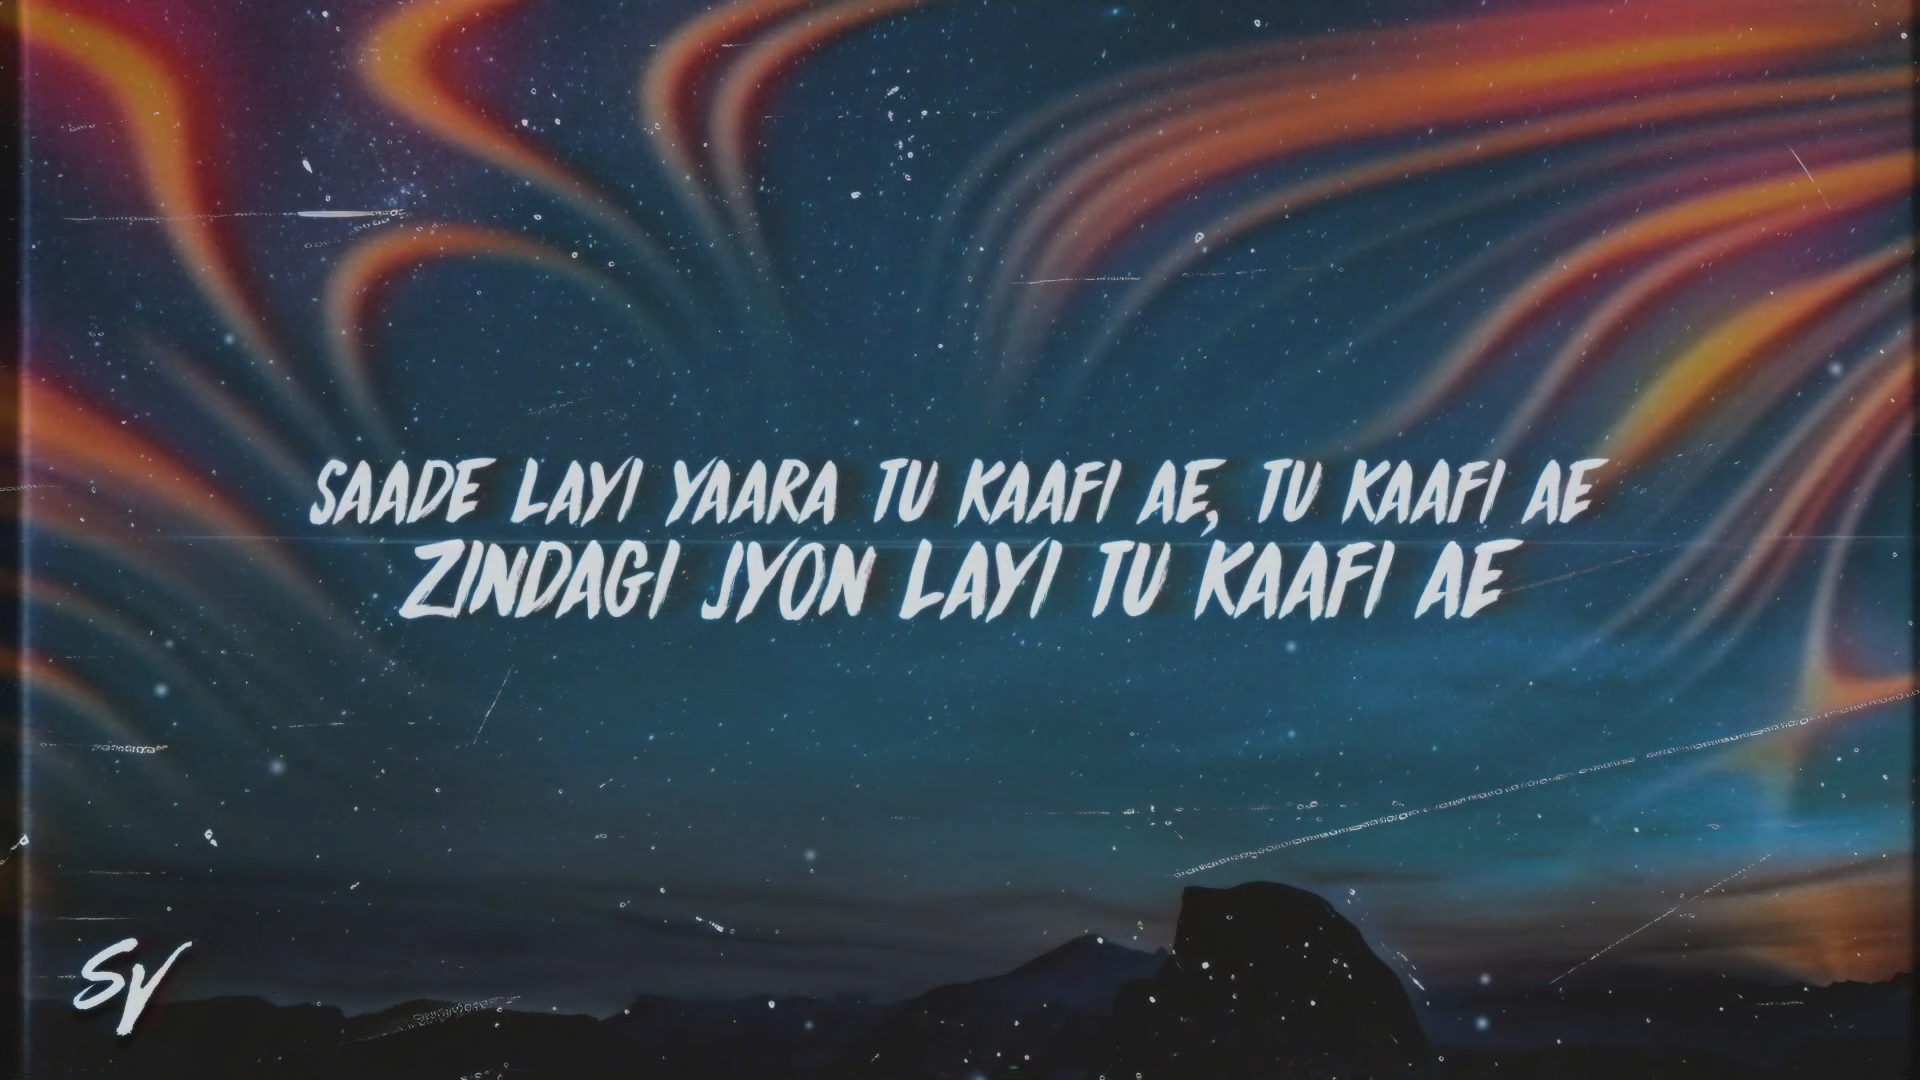 SAADE LAYI YAARA TU KAAFI AE, TU KAAFI AE
ZINDAGI JYON LAYI TU KAAFI AE
SV